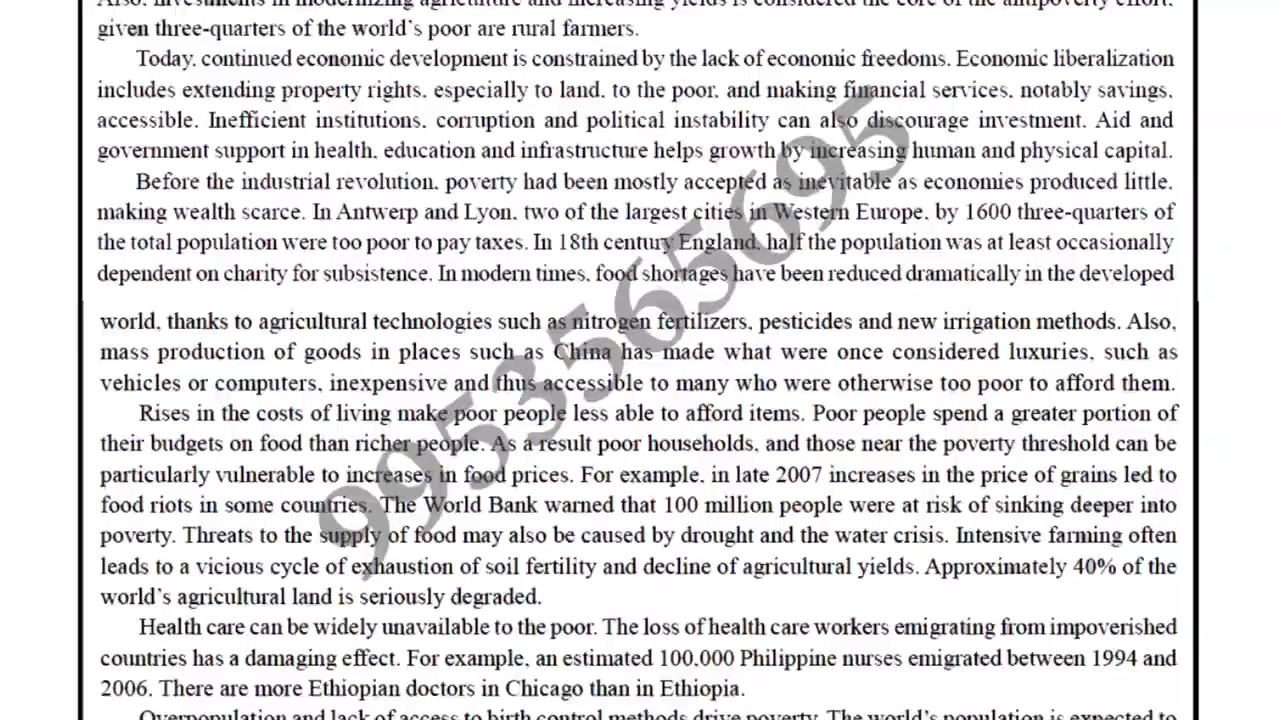 Also, investments in modernizing agriculture and increasing yields is considered the core of the antipoverty effort,
given three-quarters of the world's poor are rural farmers.
Today, continued economic development is constrained by the lack of economic freedoms. Economic liberalization
includes extending property rights, especially to land, to the poor, and making financial services, notably savings,
accessible. Inefficient institutions, corruption and political instability can also discourage investment. Aid and
government support in health, education and infrastructure helps growth by increasing human and physical capital.
Before the industrial revolution, poverty had been mostly accepted as inevitable as economies produced little,
making wealth scarce. In Antwerp and Lyon, two of the largest cities in Western Europe, by 1600 three-quarters of
the total population were too poor to pay taxes. In 18th century England, half the population was at least occasionally
dependent on charity for subsistence. In modern times, food shortages have been reduced dramatically in the developed
world, thanks to agricultural technologies such as nitrogen fertilizers, pesticides and new irrigation methods. Also,
mass production of goods in places such as China has made what were once considered luxuries, such as
vehicles or computers, inexpensive and thus accessible to many who were otherwise too poor to afford them.
Rises in the costs of living make poor people less able to afford items. Poor people spend a greater portion of
their budgets on food than richer people. As a result poor households, and those near the poverty threshold can be
particularly vulnerable to increases in food prices. For example, in late 2007 increases in the price of grains led to
food riots in some countries. The World Bank warned that 100 million people were at risk of sinking deeper into
poverty. Threats to the supply of food may also be caused by drought and the water crisis. Intensive farming often
leads to a vicious cycle of exhaustion of soil fertility and decline of agricultural yields. Approximately 40% of the
world's agricultural land is seriously degraded.
Health care can be widely unavailable to the poor. The loss of health care workers emigrating from impoverished
countries has a damaging effect. For example, an estimated 100,000 Philippine nurses emigrated between 1994 and
2006. There are more Ethiopian doctors in Chicago than in Ethiopia.
Overpopulation and lack of access to birth control methods drive poverty. The world's population is expected to
9953565695